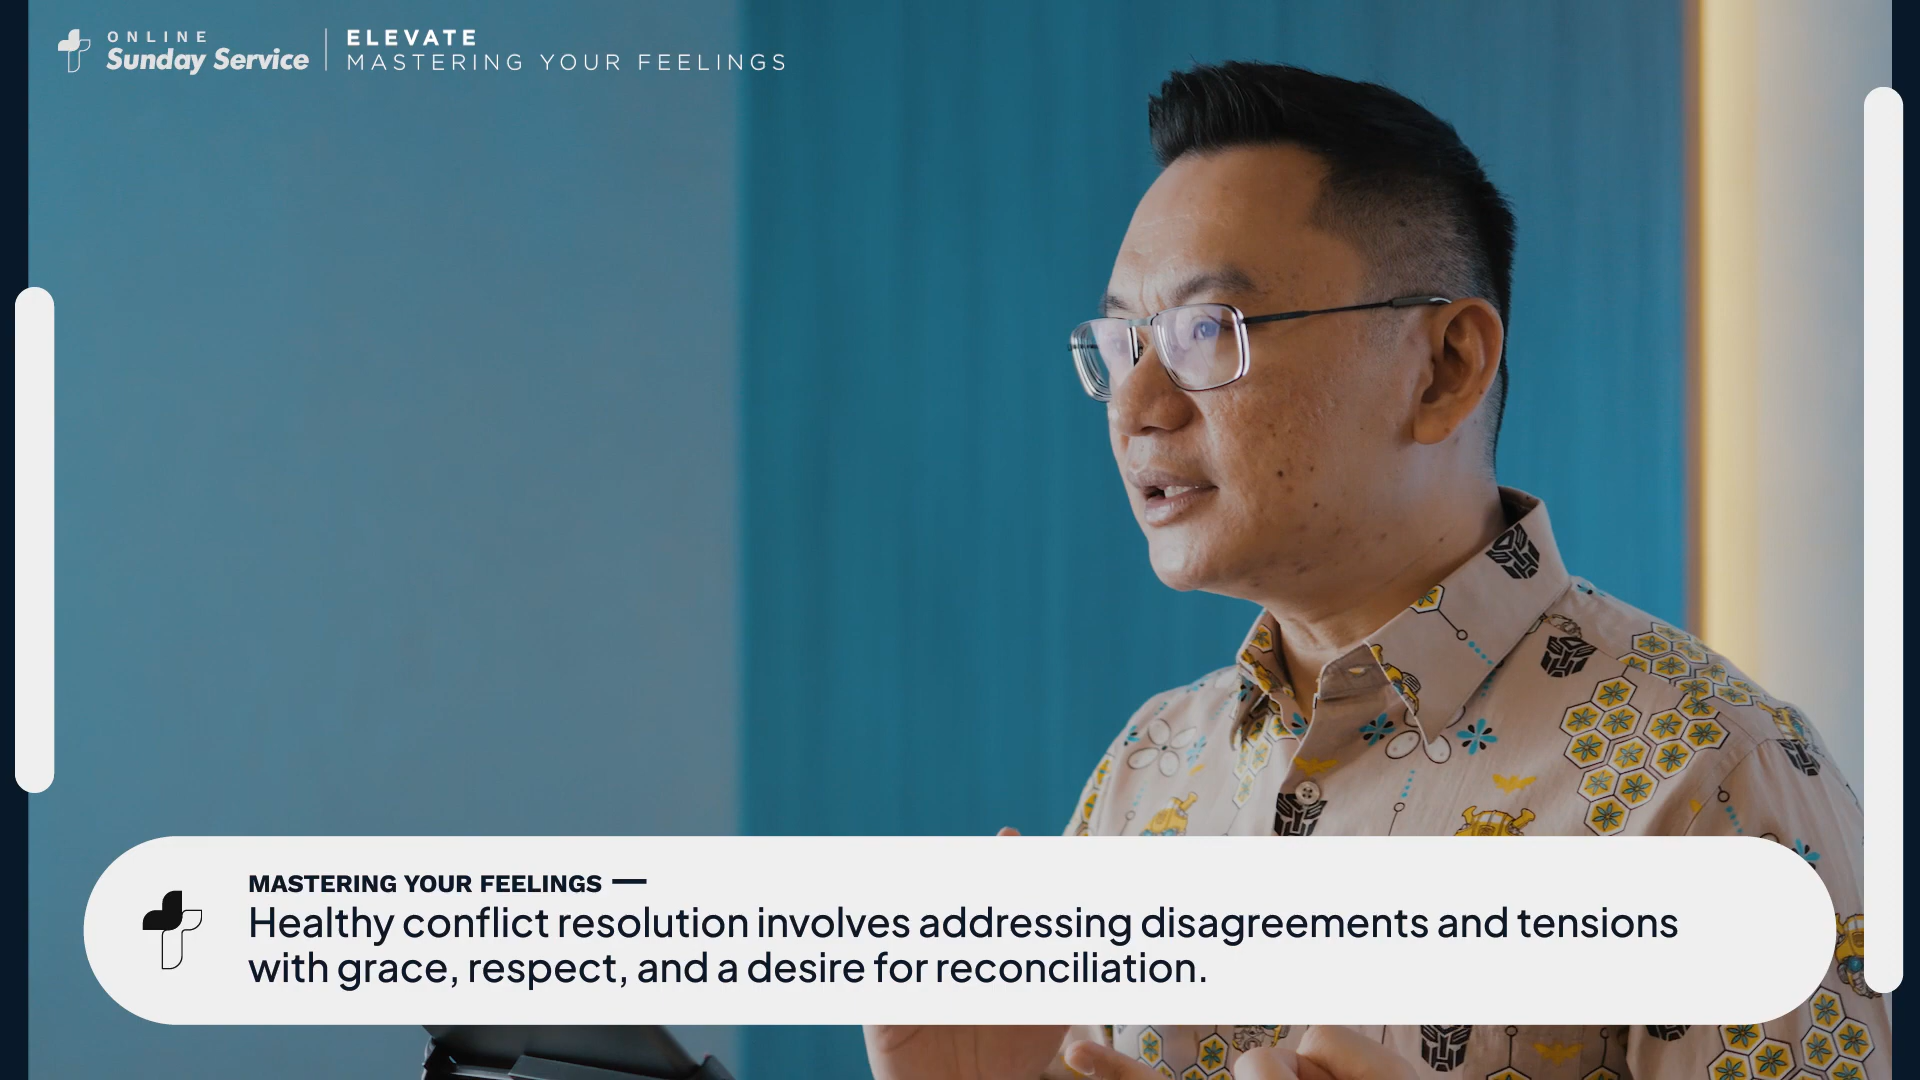 ONLINE
Sunday Service
ELEVATE
MASTERING YOUR FEELINGS
MASTERING YOUR FEELINGS —
Healthy conflict resolution involves addressing disagreements and tensions
with grace, respect, and a desire for reconciliation.